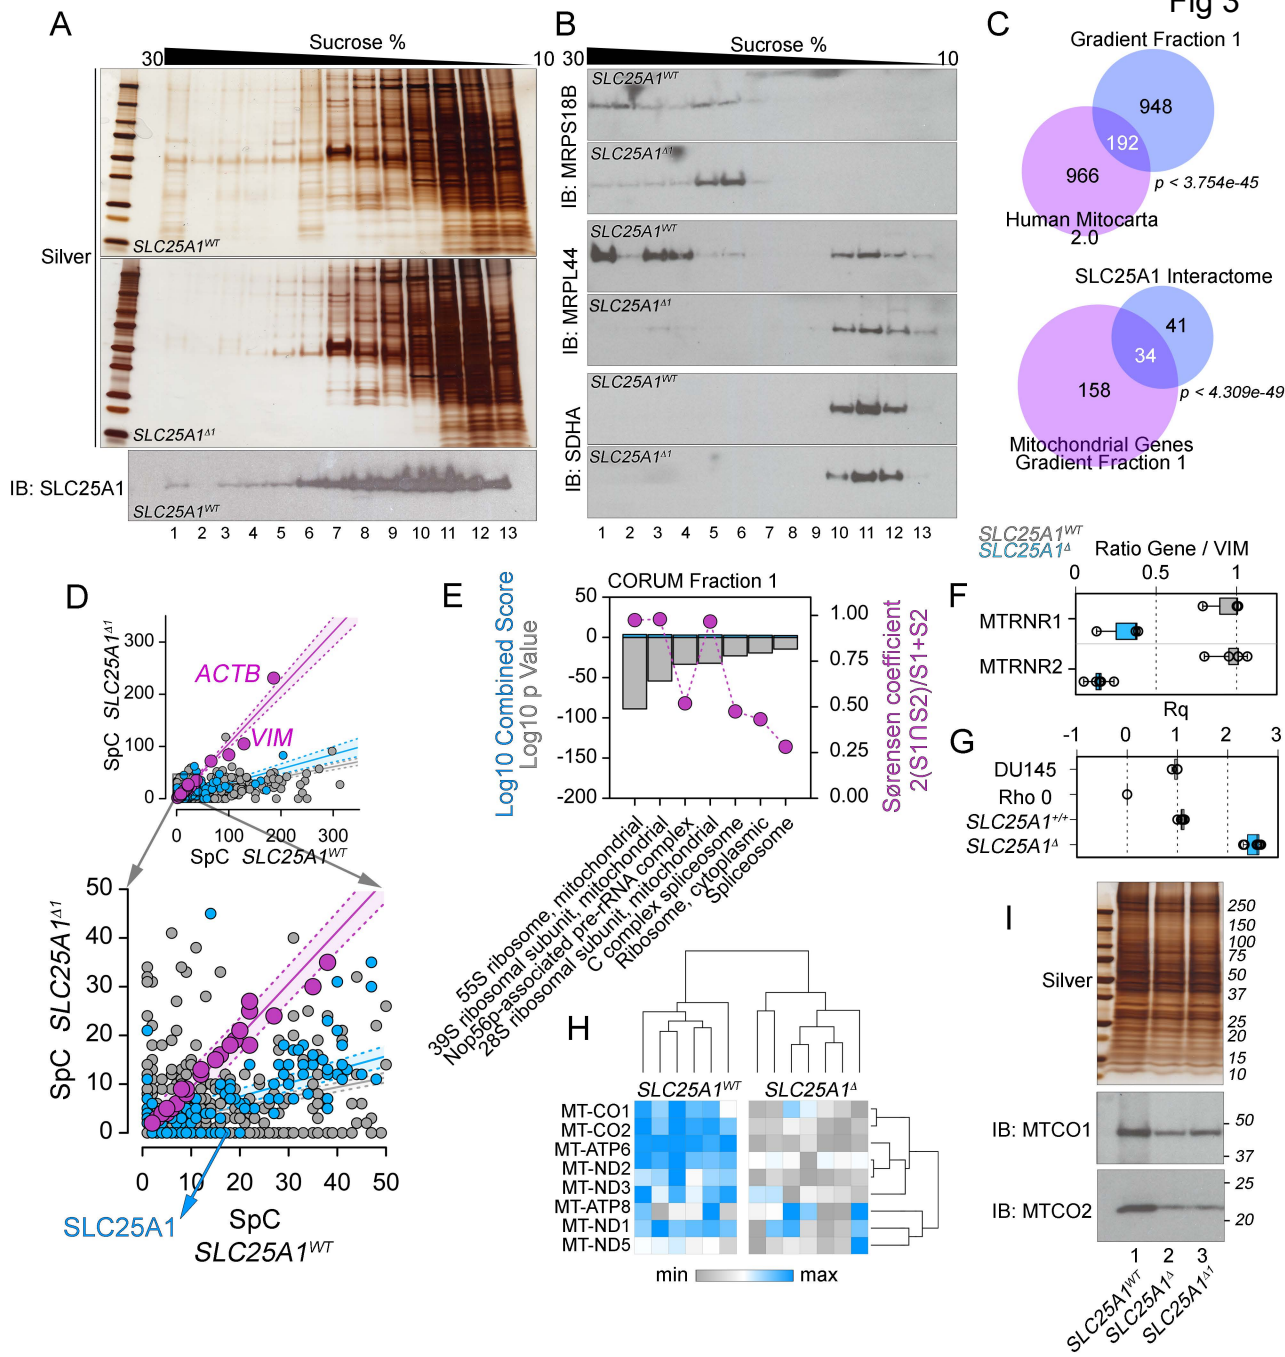 Fig 3
A
Sucrose %
30
10
Silver
SLC25A1WT
SLC25A1Δ1
IB: SLC25A1
SLC25A1WT
1 2 3 4 5 6 7 8 9 10 11 12 13
B
Sucrose %
30
10
IB: MRPS18B
SLC25A1WT
SLC25A1Δ1
IB: MRPL44
SLC25A1WT
SLC25A1Δ1
IB: SDHA
SLC25A1WT
SLC25A1Δ1
1 2 3 4 5 6 7 8 9 10 11 12 13
C
Gradient Fraction 1
948
192
966
p < 3.754e-45
Human Mitocarta
2.0
SLC25A1 Interactome
41
34
158
p < 4.309e-49
Mitochondrial Genes
Gradient Fraction 1
D
SpC SLC25A1Δ1
300
200
100
0
ACTB
VIM
0 100 200 300
SpC SLC25A1WT
SpC SLC25A1Δ1
50
40
30
20
10
0
0 10 20 30 40 50
SLC25A1
SpC
SLC25A1WT
E
CORUM Fraction 1
Log10 Combined Score
Log10 p Value
50
0
-50
-100
-150
-200
1.00
0.75
0.50
0.25
0.00
Sørensen coefficient
2(S1∩S2)/S1+S2
55S ribosome, mitochondrial
39S ribosomal subunit, mitochondrial
Nop56p-associated pre-rRNA complex
28S ribosomal subunit, mitochondrial
C complex spliceosome
Ribosome, cytoplasmic
Spliceosome
SLC25A1WT
SLC25A1Δ
F
Ratio Gene / VIM
0 0.5 1
MTRNR1
MTRNR2
G
Rq
-1 0 1 2 3
DU145
Rho 0
SLC25A1+/+
SLC25A1Δ
H
SLC25A1WT
SLC25A1Δ
MT-CO1
MT-CO2
MT-ATP6
MT-ND2
MT-ND3
MT-ATP8
MT-ND1
MT-ND5
min
max
I
Silver
250
150
100
75
50
37
25
20
15
10
IB: MTCO1
50
37
IB: MTCO2
25
20
1 2 3
SLC25A1WT
SLC25A1Δ
SLC25A1Δ1